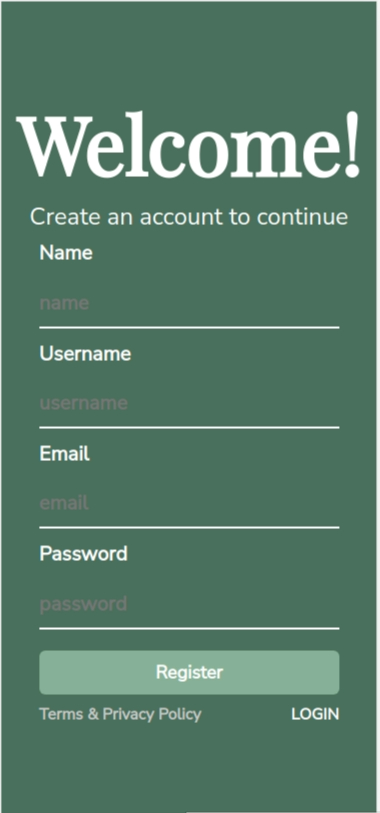 Welcome!
Create an account to continue
Name
name
Username
username
Email
email
Password
password
Register
Terms & Privacy Policy LOGIN